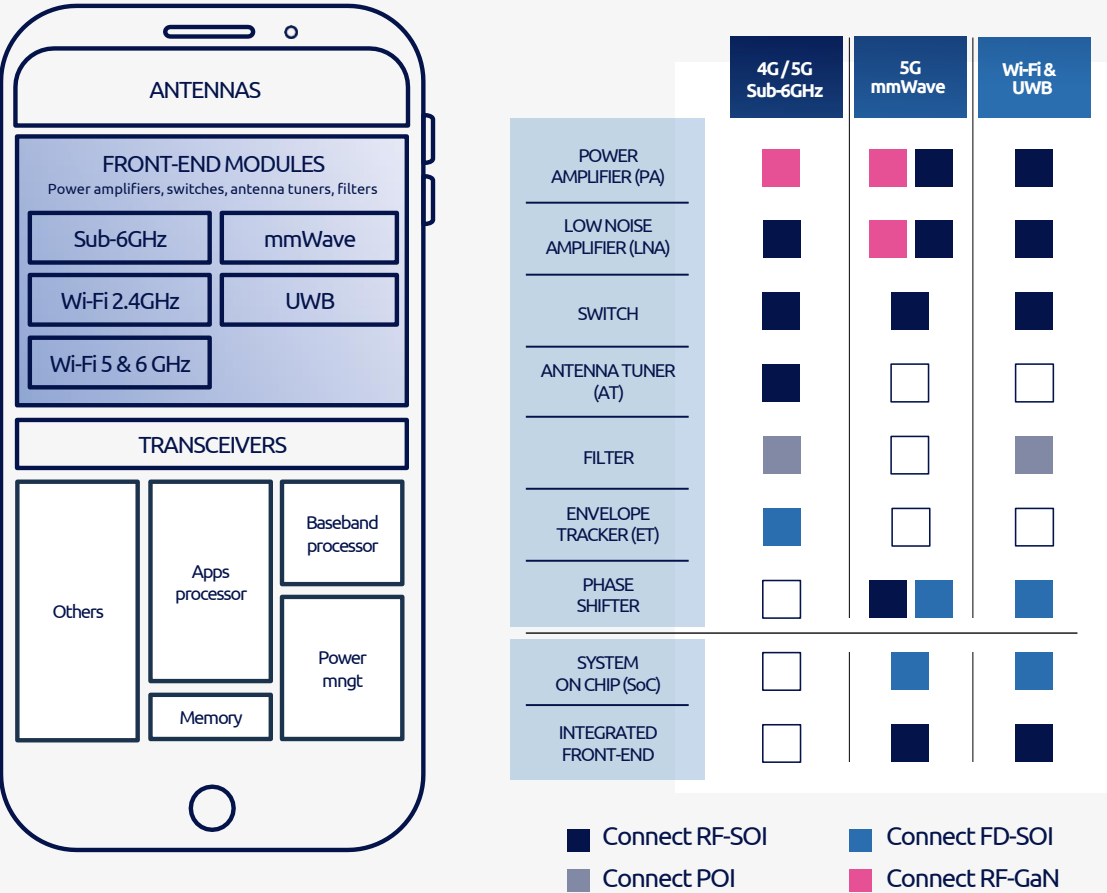 ANTENNAS
FRONT-END MODULES
Power amplifiers, switches, antenna tuners, filters
Sub-6GHz
mmWave
Wi-Fi 2.4GHz
UWB
Wi-Fi 5 & 6 GHz
TRANSCEIVERS
Others
Apps
processor
Memory
Baseband
processor
Power
mngt
4G / 5G
Sub-6GHz
5G
mmWave
Wi-Fi &
UWB
POWER
AMPLIFIER (PA)
LOW NOISE
AMPLIFIER (LNA)
SWITCH
ANTENNA TUNER
(AT)
FILTER
ENVELOPE
TRACKER (ET)
PHASE
SHIFTER
SYSTEM
ON CHIP (SoC)
INTEGRATED
FRONT-END
Connect RF-SOI
Connect FD-SOI
Connect POI
Connect RF-GaN